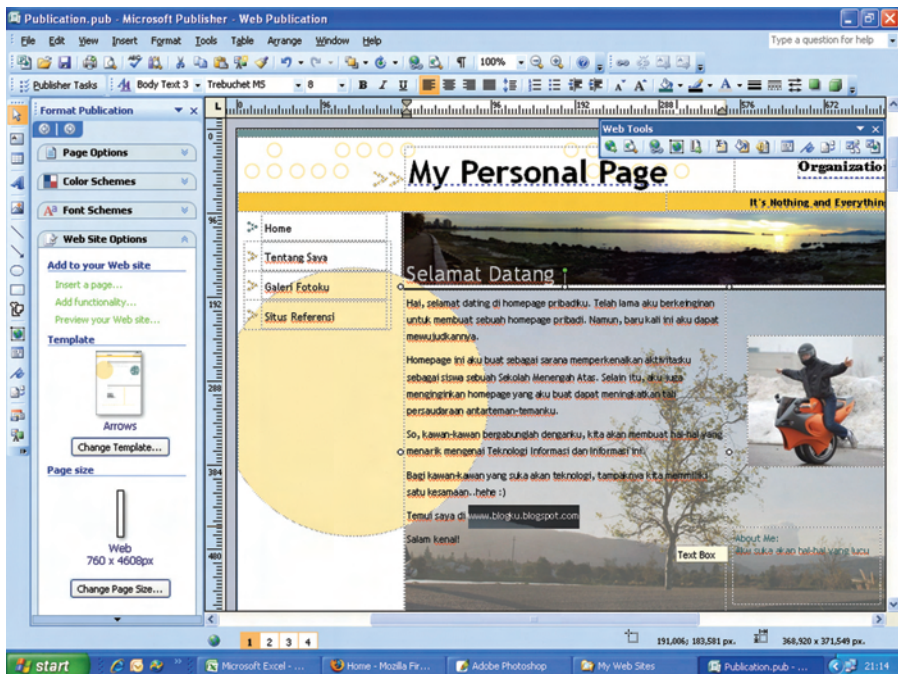 Publication.pub - Microsoft Publisher - Web Publication
File Edit View Insert Format Tools Table Arrange Window Help
Type a question for help
100%
Publisher Tasks
Body Text 3
Trebuchet MS
8
B I U
Format Publication
Web Tools
Page Options
Color Schemes
Font Schemes
Web Site Options
Add to your Web site
Insert a page...
Add functionality...
Preview your Web site...
Template
Arrows
Change Template...
Page size
Web
760 x 4608px
Change Page Size...
My Personal Page
Organizatio
It's Nothing and Everythin
Home
Tentang Saya
Galeri Fotoku
Situs Referensi
Selamat Datang
Hai, selamat dating di homepage pribadiku. Telah lama aku berkeinginan
untuk membuat sebuah homepage pribadi. Namun, baru kali ini aku dapat
mewujudkannya.
Homepage ini aku buat sebagai sarana memperkenalkan aktivitasku
sebagai siswa sebuah Sekolah Menengah Atas. Selain itu, aku juga
menginginkan homepage yang aku buat dapat meningkatkan tali
persaudaraan antarteman-temanku.
So, kawan-kawan bergabunglah denganku, kita akan membuat hal-hal yang
menarik mengenai Teknologi Informasi dan Informasi ini.
Bagi kawan-kawan yang suka akan teknologi, tampaknya kita memmiliki
satu kesamaan..hehe :)
Temui saya di www.blogku.blogspot.com
Salam kenal!
Text Box
About Me:
Aku suka akan hal-hal yang lucu
1 2 3 4
191,006; 183,581 px.
368,920 x 371,549 px.
start
Microsoft Excel - ...
Home - Mozilla Fir...
Adobe Photoshop
My Web Sites
Publication.pub - ...
21:14